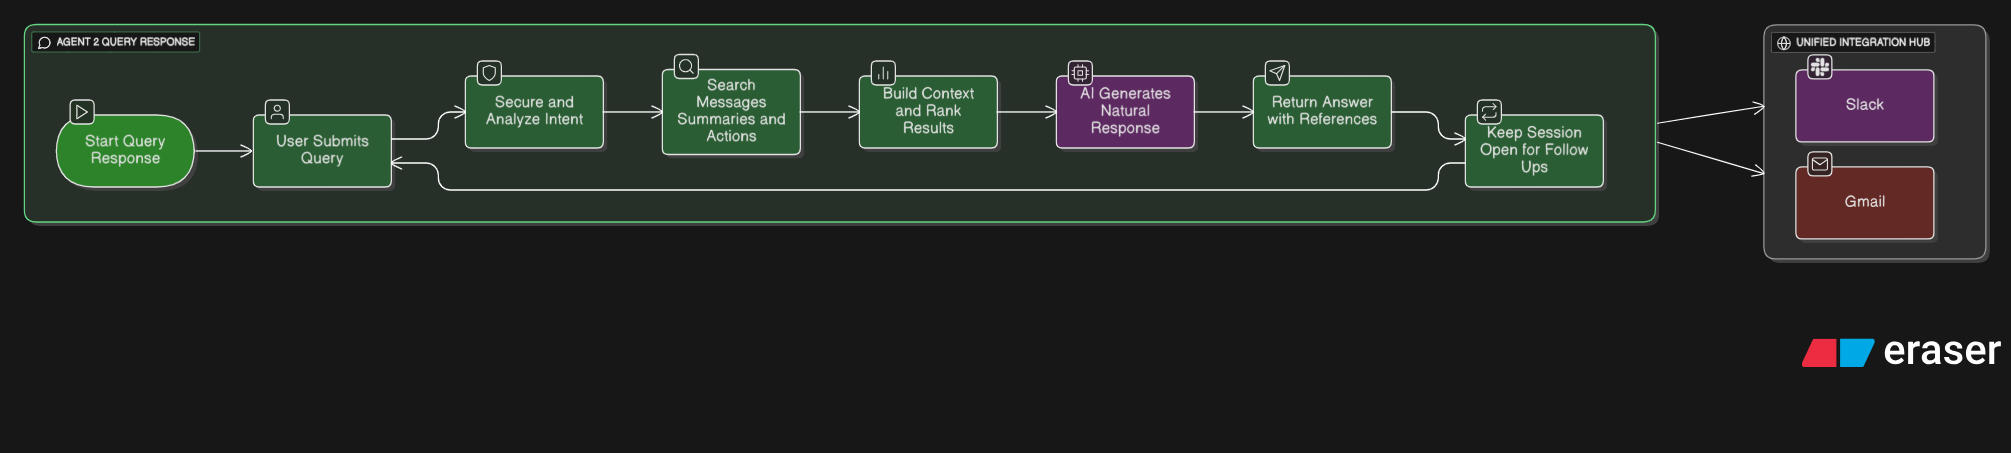 AGENT 2 QUERY RESPONSE
Start Query
Response
User Submits
Query
Secure and
Analyze Intent
Search
Messages
Summaries and
Actions
Build Context
and Rank
Results
AI Generates
Natural
Response
Return Answer
with References
Keep Session
Open for Follow
Ups
UNIFIED INTEGRATION HUB
Slack
Gmail
eraser